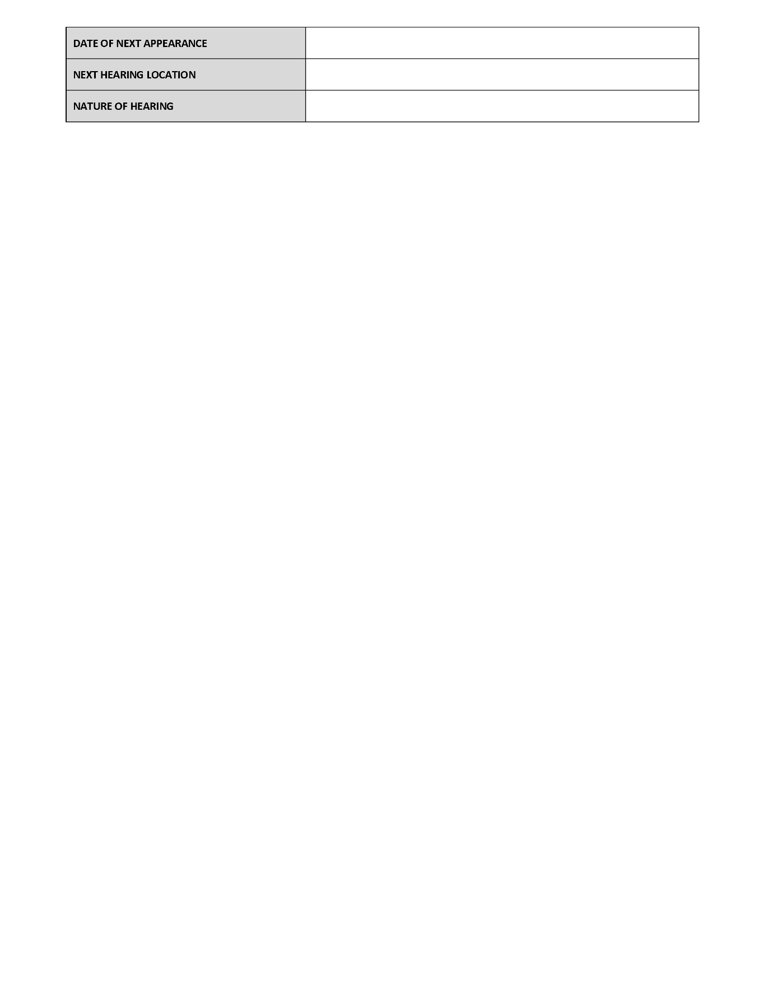 DATE OF NEXT APPEARANCE
NEXT HEARING LOCATION
NATURE OF HEARING